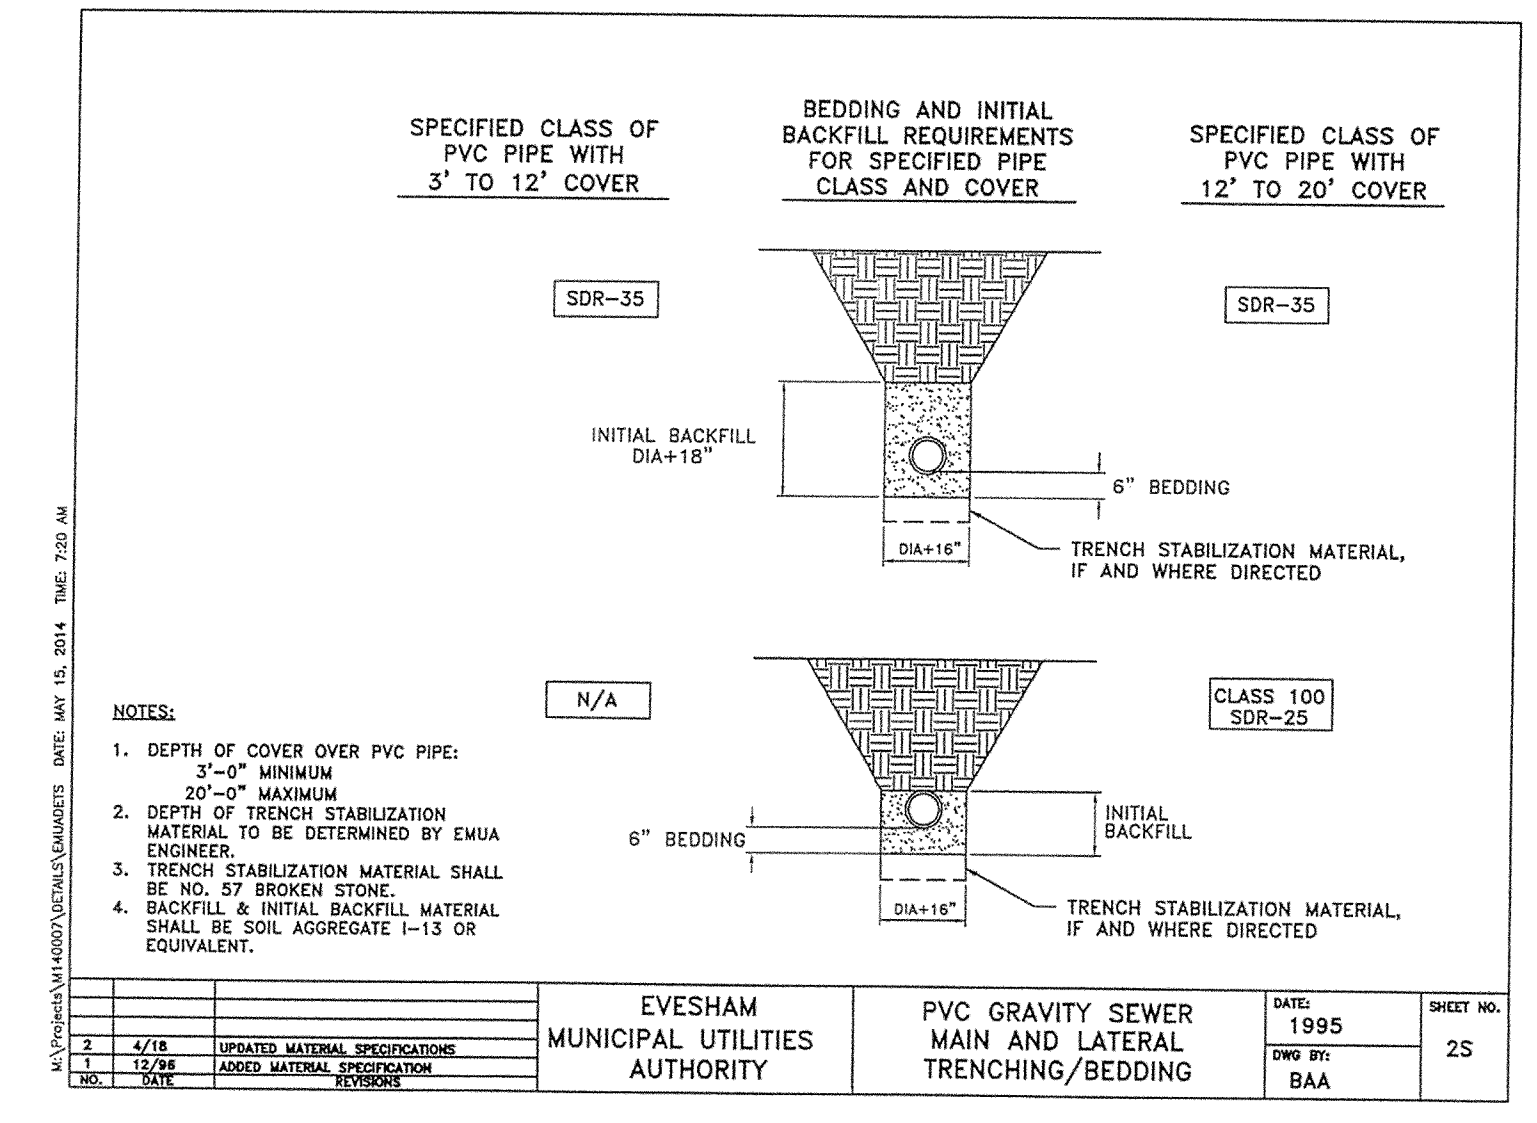 SPECIFIED CLASS OF
PVC PIPE WITH
3' TO 12' COVER
BEDDING AND INITIAL
BACKFILL REQUIREMENTS
FOR SPECIFIED PIPE
CLASS AND COVER
SPECIFIED CLASS OF
PVC PIPE WITH
12' TO 20' COVER
SDR-35
SDR-35
INITIAL BACKFILL
DIA+18"
6" BEDDING
DIA+16"
TRENCH STABILIZATION MATERIAL,
IF AND WHERE DIRECTED
N/A
CLASS 100
SDR-25
6" BEDDING
INITIAL
BACKFILL
DIA+16"
TRENCH STABILIZATION MATERIAL,
IF AND WHERE DIRECTED
NOTES:
1. DEPTH OF COVER OVER PVC PIPE:
3'-0" MINIMUM
20'-0" MAXIMUM
2. DEPTH OF TRENCH STABILIZATION
MATERIAL TO BE DETERMINED BY EMUA
ENGINEER.
3. TRENCH STABILIZATION MATERIAL SHALL
BE NO. 57 BROKEN STONE.
4. BACKFILL & INITIAL BACKFILL MATERIAL
SHALL BE SOIL AGGREGATE I-13 OR
EQUIVALENT.
M:\Projects\M140007\DETAILS\EMUADETS DATE: MAY 15, 2014 TIME: 7:20 AM
2 4/18 UPDATED MATERIAL SPECIFICATIONS
1 12/96 ADDED MATERIAL SPECIFICATION
NO. DATE REVISIONS
EVESHAM
MUNICIPAL UTILITIES
AUTHORITY
PVC GRAVITY SEWER
MAIN AND LATERAL
TRENCHING/BEDDING
DATE:
1995
DWG BY:
BAA
SHEET NO.
2S